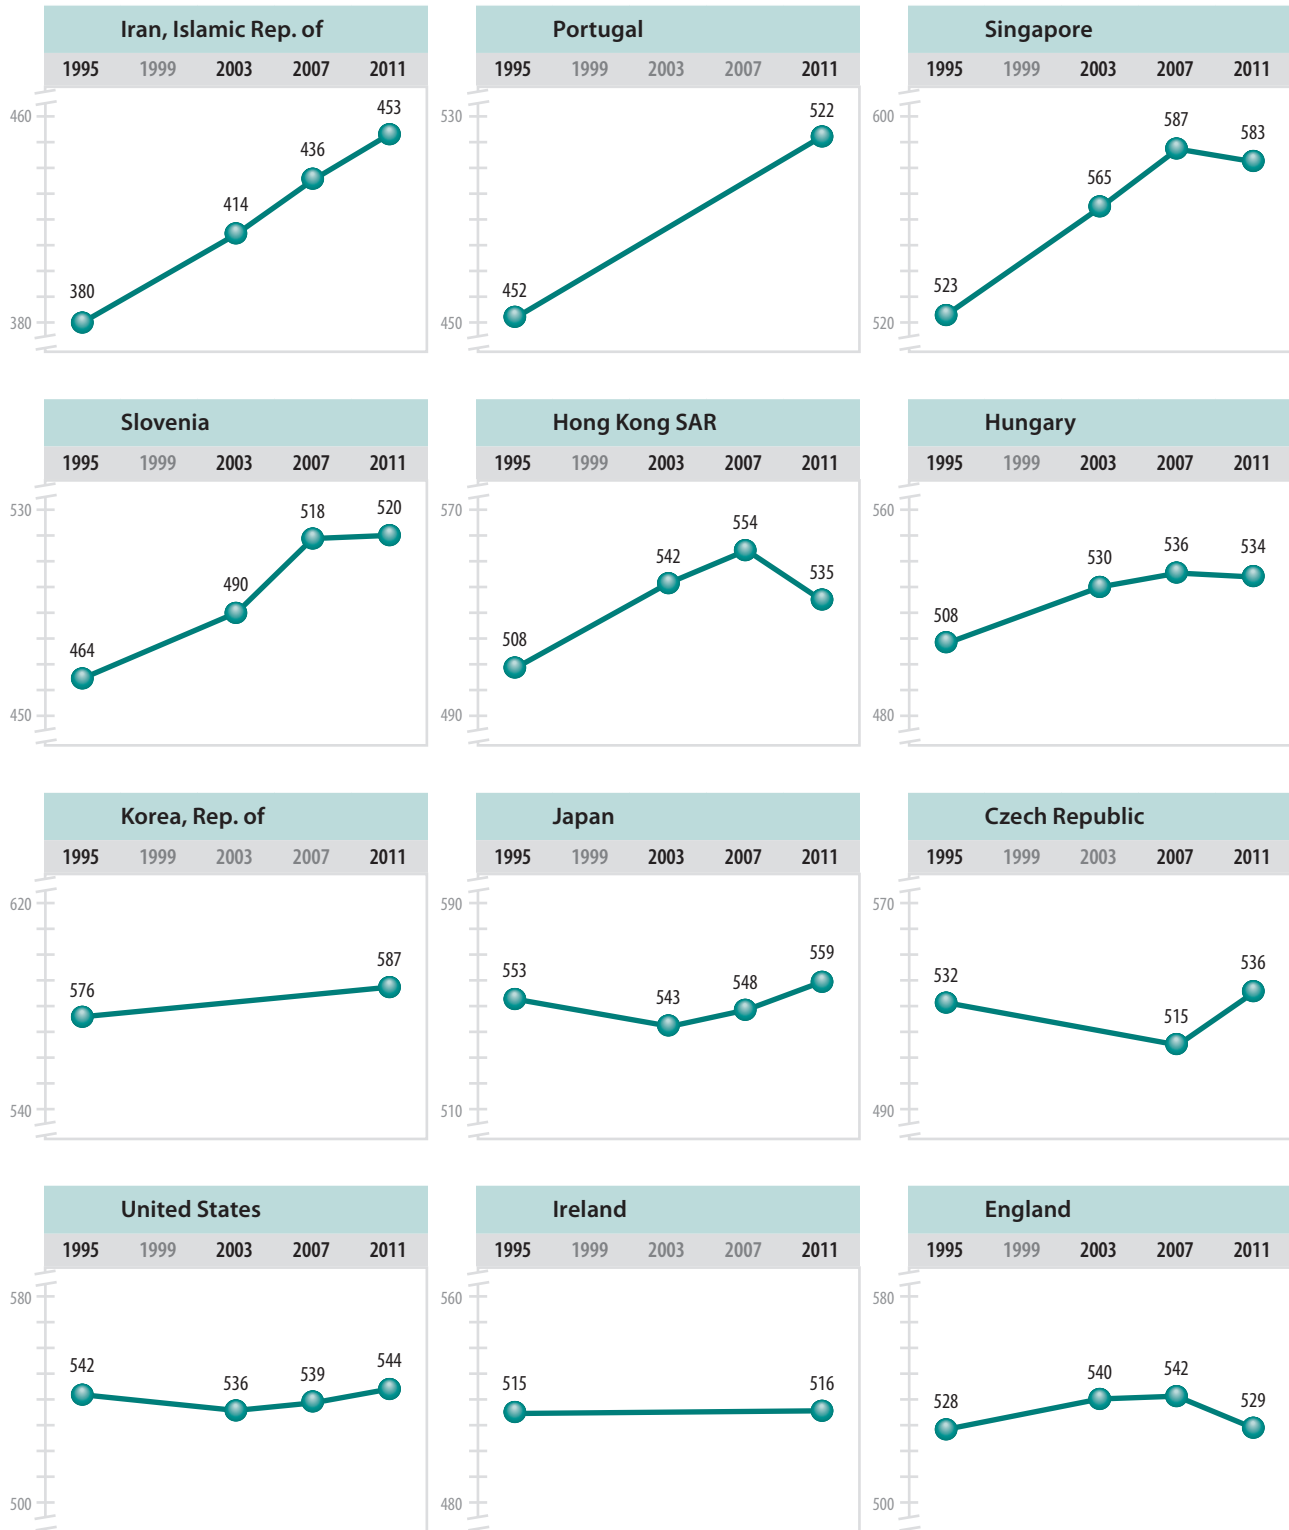 Iran, Islamic Rep. of
1995 1999 2003 2007 2011
460
380
380
414
436
453
Portugal
1995 1999 2003 2007 2011
530
450
452
522
Singapore
1995 1999 2003 2007 2011
600
520
523
565
587
583
Slovenia
1995 1999 2003 2007 2011
530
450
464
490
518
520
Hong Kong SAR
1995 1999 2003 2007 2011
570
490
508
542
554
535
Hungary
1995 1999 2003 2007 2011
560
480
508
530
536
534
Korea, Rep. of
1995 1999 2003 2007 2011
620
540
576
587
Japan
1995 1999 2003 2007 2011
590
510
553
543
548
559
Czech Republic
1995 1999 2003 2007 2011
570
490
532
515
536
United States
1995 1999 2003 2007 2011
580
500
542
536
539
544
Ireland
1995 1999 2003 2007 2011
560
480
515
516
England
1995 1999 2003 2007 2011
580
500
528
540
542
529